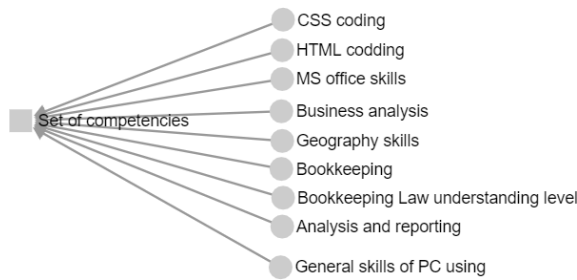 CSS coding
HTML codding
MS office skills
Business analysis
Set of competencies
Geography skills
Bookkeeping
Bookkeeping Law understanding level
Analysis and reporting
General skills of PC using